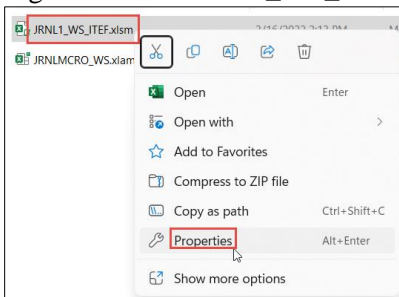 JRNL1_WS_ITEF.xlsm
JRNLMCRO_WS.xlam
Open Enter
Open with
Add to Favorites
Compress to ZIP file
Copy as path Ctrl+Shift+C
Properties Alt+Enter
Show more options